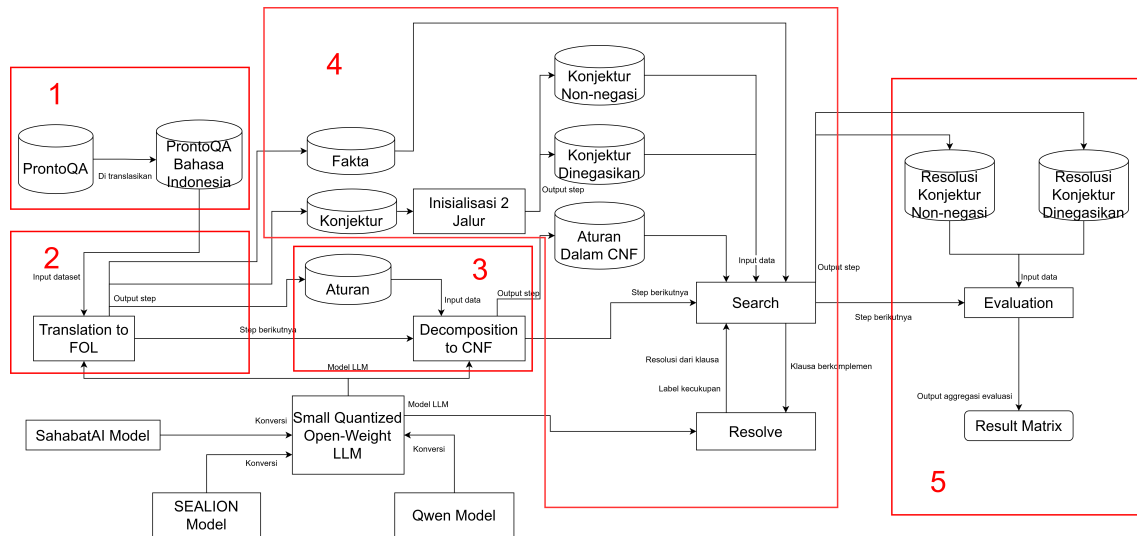 1
ProntoQA
Di translasikan
ProntoQA
Bahasa
Indonesia
2
Input dataset
Output step
Translation to
FOL
Step berikutnya
3
Aturan
Input data
Output step
Decomposition
to CNF
Step berikutnya
Model LLM
4
Fakta
Konjektur
Inisialisasi 2
Jalur
Konjektur
Non-negasi
Konjektur
Dinegasikan
Output step
Aturan
Dalam CNF
Input data
Search
Resolusi dari klausa
Label kecukupan
Klausa berkomplemen
Resolve
Small Quantized
Open-Weight
LLM
Model LLM
Konversi
SahabatAI Model
Konversi
SEALION
Model
Konversi
Qwen Model
Output step
Step berikutnya
5
Resolusi
Konjektur
Non-negasi
Resolusi
Konjektur
Dinegasikan
Input data
Evaluation
Output aggregasi evaluasi
Result Matrix